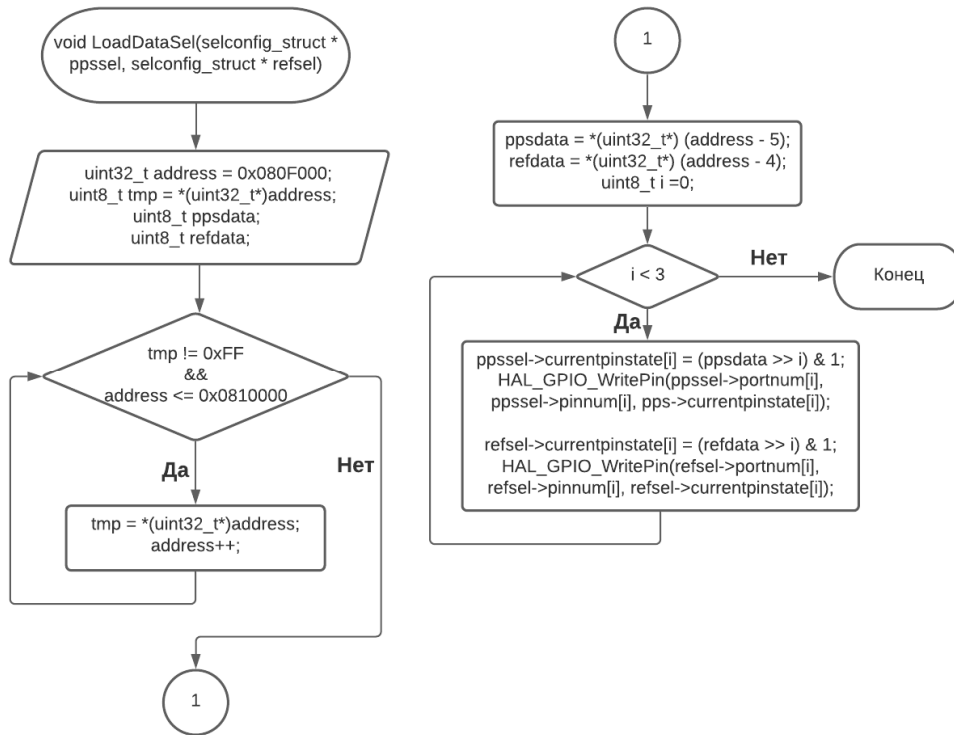 void LoadDataSel(selconfig_struct *
ppssel, selconfig_struct * refsel)
uint32_t address = 0x080F000;
uint8_t tmp = *(uint32_t*)address;
uint8_t ppsdata;
uint8_t refdata;
tmp != 0xFF
&&
address <= 0x0810000
Да
Нет
tmp = *(uint32_t*)address;
address++;
1
1
ppsdata = *(uint32_t*) (address - 5);
refdata = *(uint32_t*) (address - 4);
uint8_t i =0;
i < 3
Нет
Конец
Да
ppssel->currentpinstate[i] = (ppsdata >> i) & 1;
HAL_GPIO_WritePin(ppssel->portnum[i],
ppssel->pinnum[i], pps->currentpinstate[i]);
refsel->currentpinstate[i] = (refdata >> i) & 1;
HAL_GPIO_WritePin(refsel->portnum[i],
refsel->pinnum[i], refsel->currentpinstate[i]);